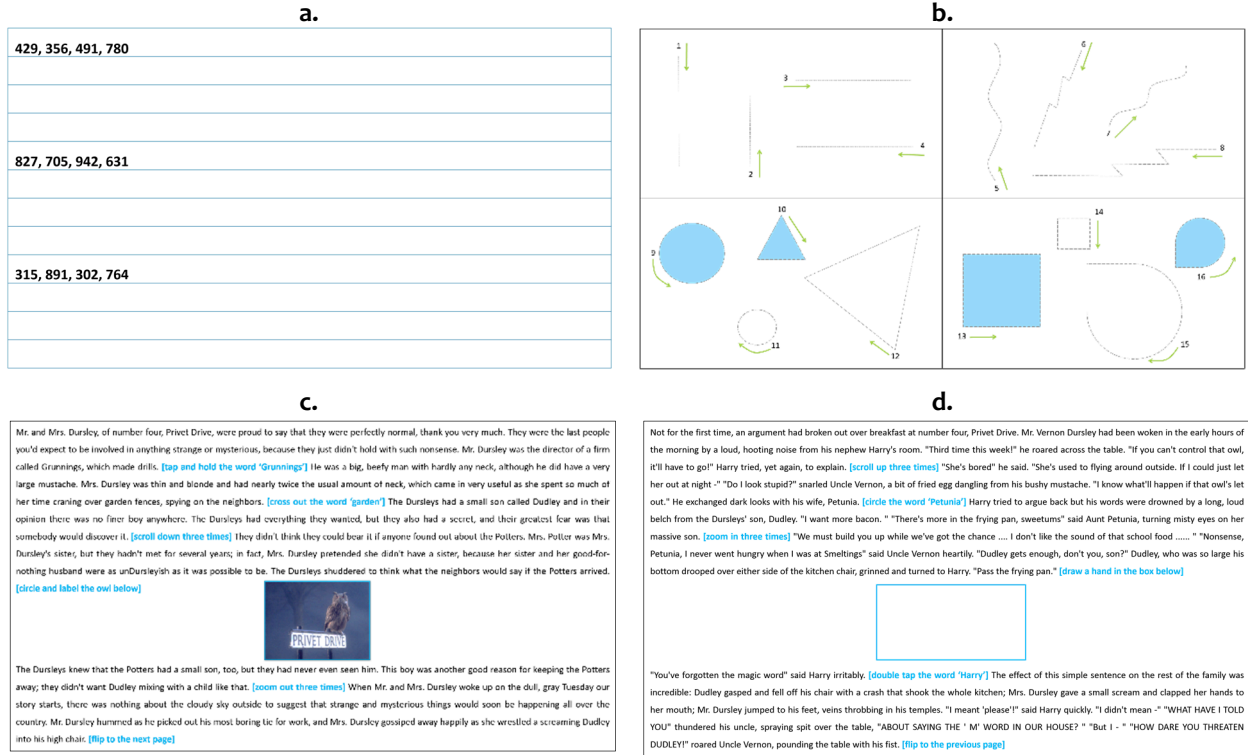 a.
429, 356, 491, 780
827, 705, 942, 631
315, 891, 302, 764
b.
1
2
3
4
5
6
7
8
9
10
11
12
13
14
15
16
c.
Mr. and Mrs. Dursley, of number four, Privet Drive, were proud to say that they were perfectly normal, thank you very much. They were the last people
you'd expect to be involved in anything strange or mysterious, because they just didn't hold with such nonsense. Mr. Dursley was the director of a firm
called Grunnings, which made drills. [tap and hold the word 'Grunnings'] He was a big, beefy man with hardly any neck, although he did have a very
large mustache. Mrs. Dursley was thin and blonde and had nearly twice the usual amount of neck, which came in very useful as she spent so much of
her time craning over garden fences, spying on the neighbors. [cross out the word 'garden'] The Dursleys had a small son called Dudley and in their
opinion there was no finer boy anywhere. The Dursleys had everything they wanted, but they also had a secret, and their greatest fear was that
somebody would discover it. [scroll down three times] They didn't think they could bear it if anyone found out about the Potters. Mrs. Potter was Mrs.
Dursley's sister, but they hadn't met for several years; in fact, Mrs. Dursley pretended she didn't have a sister, because her sister and her good-for-
nothing husband were as unDursleyish as it was possible to be. The Dursleys shuddered to think what the neighbors would say if the Potters arrived.
[circle and label the owl below]
PRIVET DRIVE
The Dursleys knew that the Potters had a small son, too, but they had never even seen him. This boy was another good reason for keeping the Potters
away; they didn't want Dudley mixing with a child like that. [zoom out three times] When Mr. and Mrs. Dursley woke up on the dull, gray Tuesday our
story starts, there was nothing about the cloudy sky outside to suggest that strange and mysterious things would soon be happening all over the
country. Mr. Dursley hummed as he picked out his most boring tie for work, and Mrs. Dursley gossiped away happily as she wrestled a screaming Dudley
into his high chair. [flip to the next page]
d.
Not for the first time, an argument had broken out over breakfast at number four, Privet Drive. Mr. Vernon Dursley had been woken in the early hours of
the morning by a loud, hooting noise from his nephew Harry's room. "Third time this week!" he roared across the table. "If you can't control that owl,
it'll have to go!" Harry tried, yet again, to explain. [scroll up three times] "She's bored" he said. "She's used to flying around outside. If I could just let
her out at night -" "Do I look stupid?" snarled Uncle Vernon, a bit of fried egg dangling from his bushy mustache. "I know what'll happen if that owl's let
out." He exchanged dark looks with his wife, Petunia. [circle the word 'Petunia'] Harry tried to argue back but his words were drowned by a long, loud
belch from the Dursleys' son, Dudley. "I want more bacon. " "There's more in the frying pan, sweetums" said Aunt Petunia, turning misty eyes on her
massive son. [zoom in three times] "We must build you up while we've got the chance .... I don't like the sound of that school food ...... " "Nonsense,
Petunia, I never went hungry when I was at Smeltings" said Uncle Vernon heartily. "Dudley gets enough, don't you, son?" Dudley, who was so large his
bottom drooped over either side of the kitchen chair, grinned and turned to Harry. "Pass the frying pan." [draw a hand in the box below]
"You've forgotten the magic word" said Harry irritably. [double tap the word 'Harry'] The effect of this simple sentence on the rest of the family was
incredible: Dudley gasped and fell off his chair with a crash that shook the whole kitchen; Mrs. Dursley gave a small scream and clapped her hands to
her mouth; Mr. Dursley jumped to his feet, veins throbbing in his temples. "I meant 'please'!" said Harry quickly. "I didn't mean -" "WHAT HAVE I TOLD
YOU" thundered his uncle, spraying spit over the table, "ABOUT SAYING THE ' M' WORD IN OUR HOUSE? " "But I - " "HOW DARE YOU THREATEN
DUDLEY!" roared Uncle Vernon, pounding the table with his fist. [flip to the previous page]